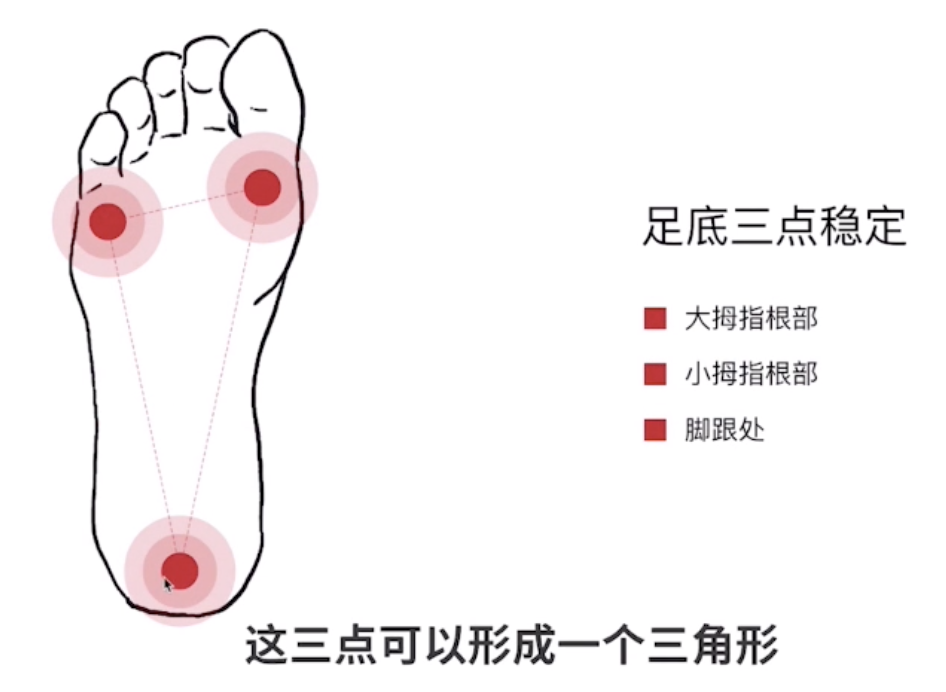 足底三点稳定
大拇指根部
小拇指根部
脚跟处
这三点可以形成一个三角形